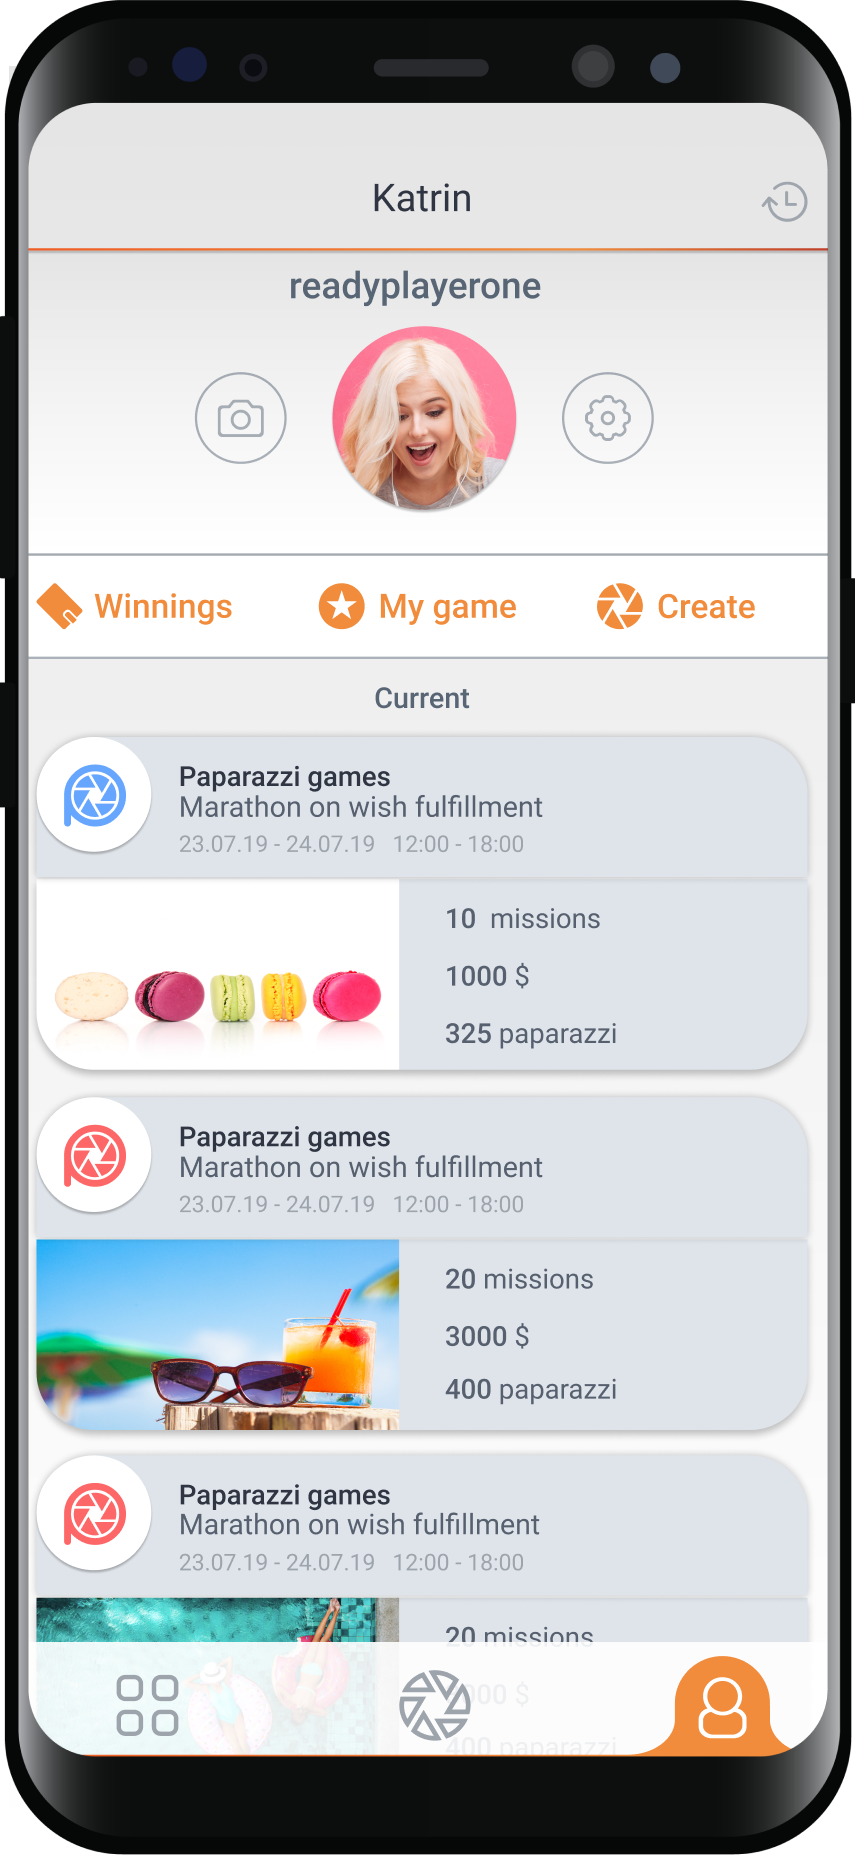 Katrin
readyplayerone
Winnings
My game
Create
Current
Paparazzi games
Marathon on wish fulfillment
23.07.19 - 24.07.19 12:00 - 18:00
10 missions
1000 $
325 paparazzi
Paparazzi games
Marathon on wish fulfillment
23.07.19 - 24.07.19 12:00 - 18:00
20 missions
3000 $
400 paparazzi
Paparazzi games
Marathon on wish fulfillment
23.07.19 - 24.07.19 12:00 - 18:00
20 missions
400 paparazzi